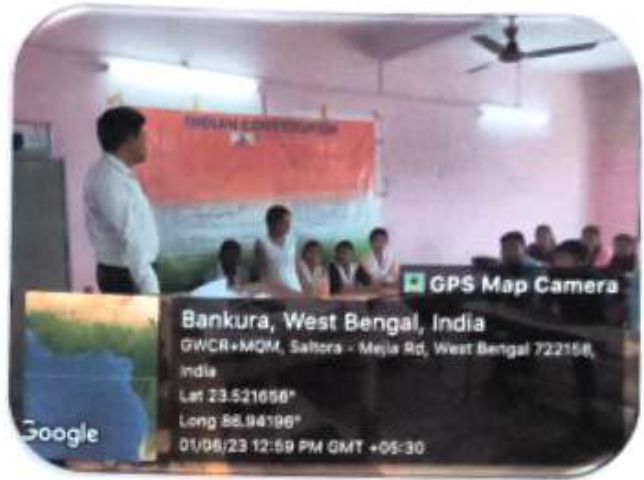 INDIAN CONSTITUTION
GPS Map Camera
Bankura, West Bengal, India
GWCR+MQM, Saltora - Mejia Rd, West Bengal 722158,
India
Lat 23.521656°
Long 86.94196°
01/06/23 12:59 PM GMT +05:30
Google